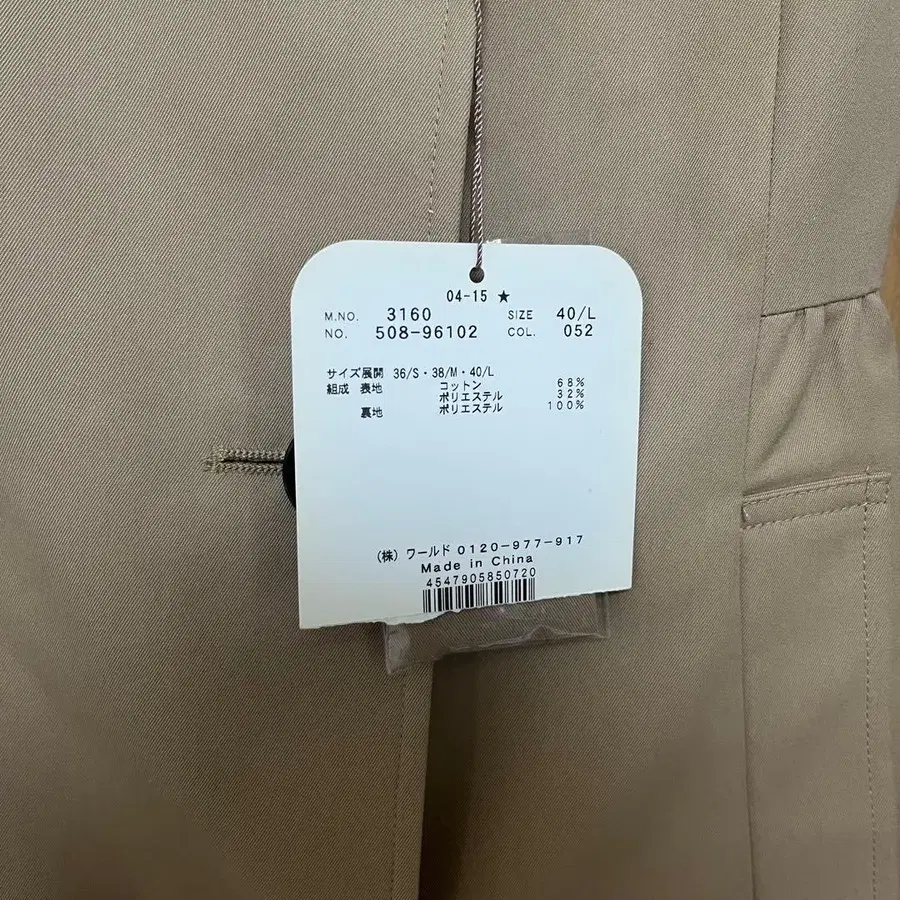 04-15 ★
M.NO. 3160 SIZE 40/L
NO. 508-96102 COL. 052
サイズ展開 36/S・38/M・40/L
組成 表地 コットン 68%
ポリエステル 32%
裏地 ポリエステル 100%
(株) ワールド 0120-977-917
Made in China
4547905850720